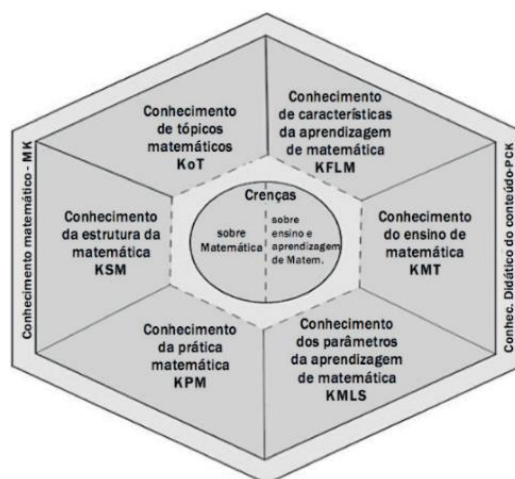 Conhecimento
de tópicos
matemáticos
KoT
Conhecimento
de características
da aprendizagem
de matemática
KFLM
Conhecimento matemático - MK
Conhecimento
da estrutura da
matemática
KSM
Crenças
sobre
Matemática
sobre
ensino e
aprendizagem
de Matem.
Conhecimento
do ensino de
matemática
KMT
Conhec. Didático do conteúdo-PCK
Conhecimento
da prática
matemática
KPM
Conhecimento
dos parâmetros
da aprendizagem
de matemática
KMLS